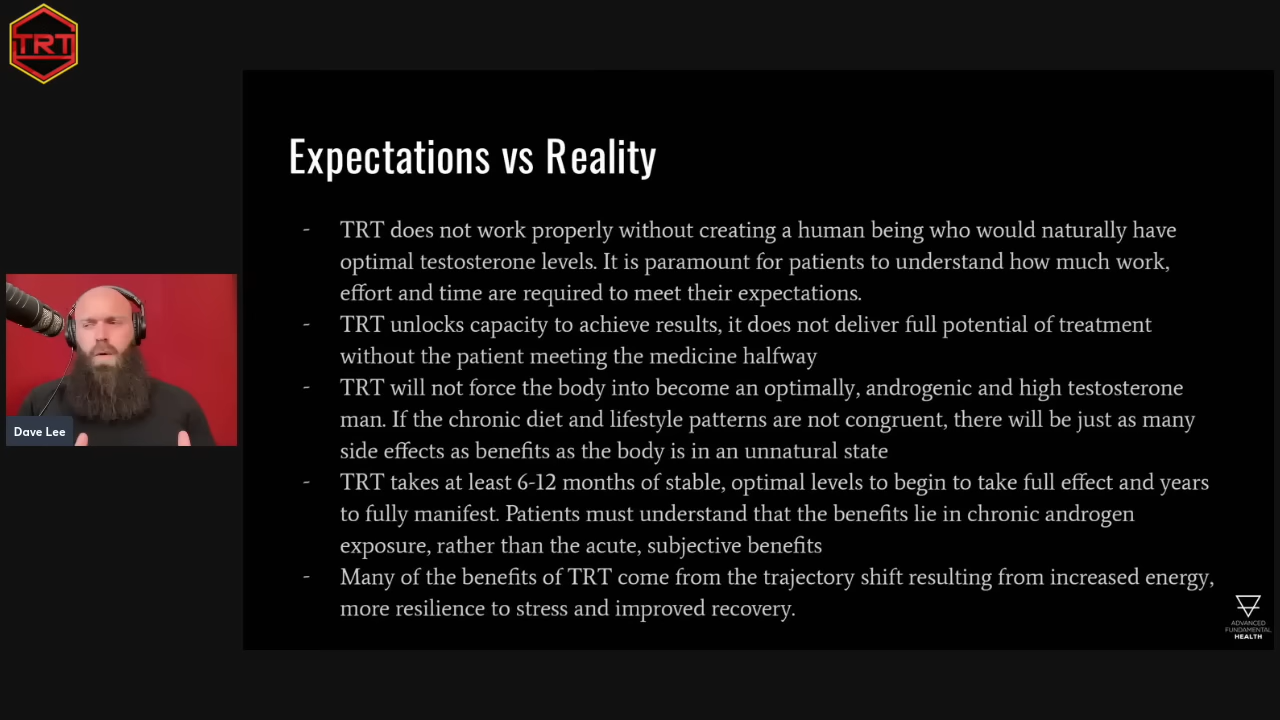 TRT
Expectations vs Reality
- TRT does not work properly without creating a human being who would naturally have
optimal testosterone levels. It is paramount for patients to understand how much work,
effort and time are required to meet their expectations.
- TRT unlocks capacity to achieve results, it does not deliver full potential of treatment
without the patient meeting the medicine halfway
- TRT will not force the body into become an optimally, androgenic and high testosterone
man. If the chronic diet and lifestyle patterns are not congruent, there will be just as many
side effects as benefits as the body is in an unnatural state
- TRT takes at least 6-12 months of stable, optimal levels to begin to take full effect and years
to fully manifest. Patients must understand that the benefits lie in chronic androgen
exposure, rather than the acute, subjective benefits
- Many of the benefits of TRT come from the trajectory shift resulting from increased energy,
more resilience to stress and improved recovery.
Dave Lee
ADVANCED
FUNDAMENTAL
HEALTH